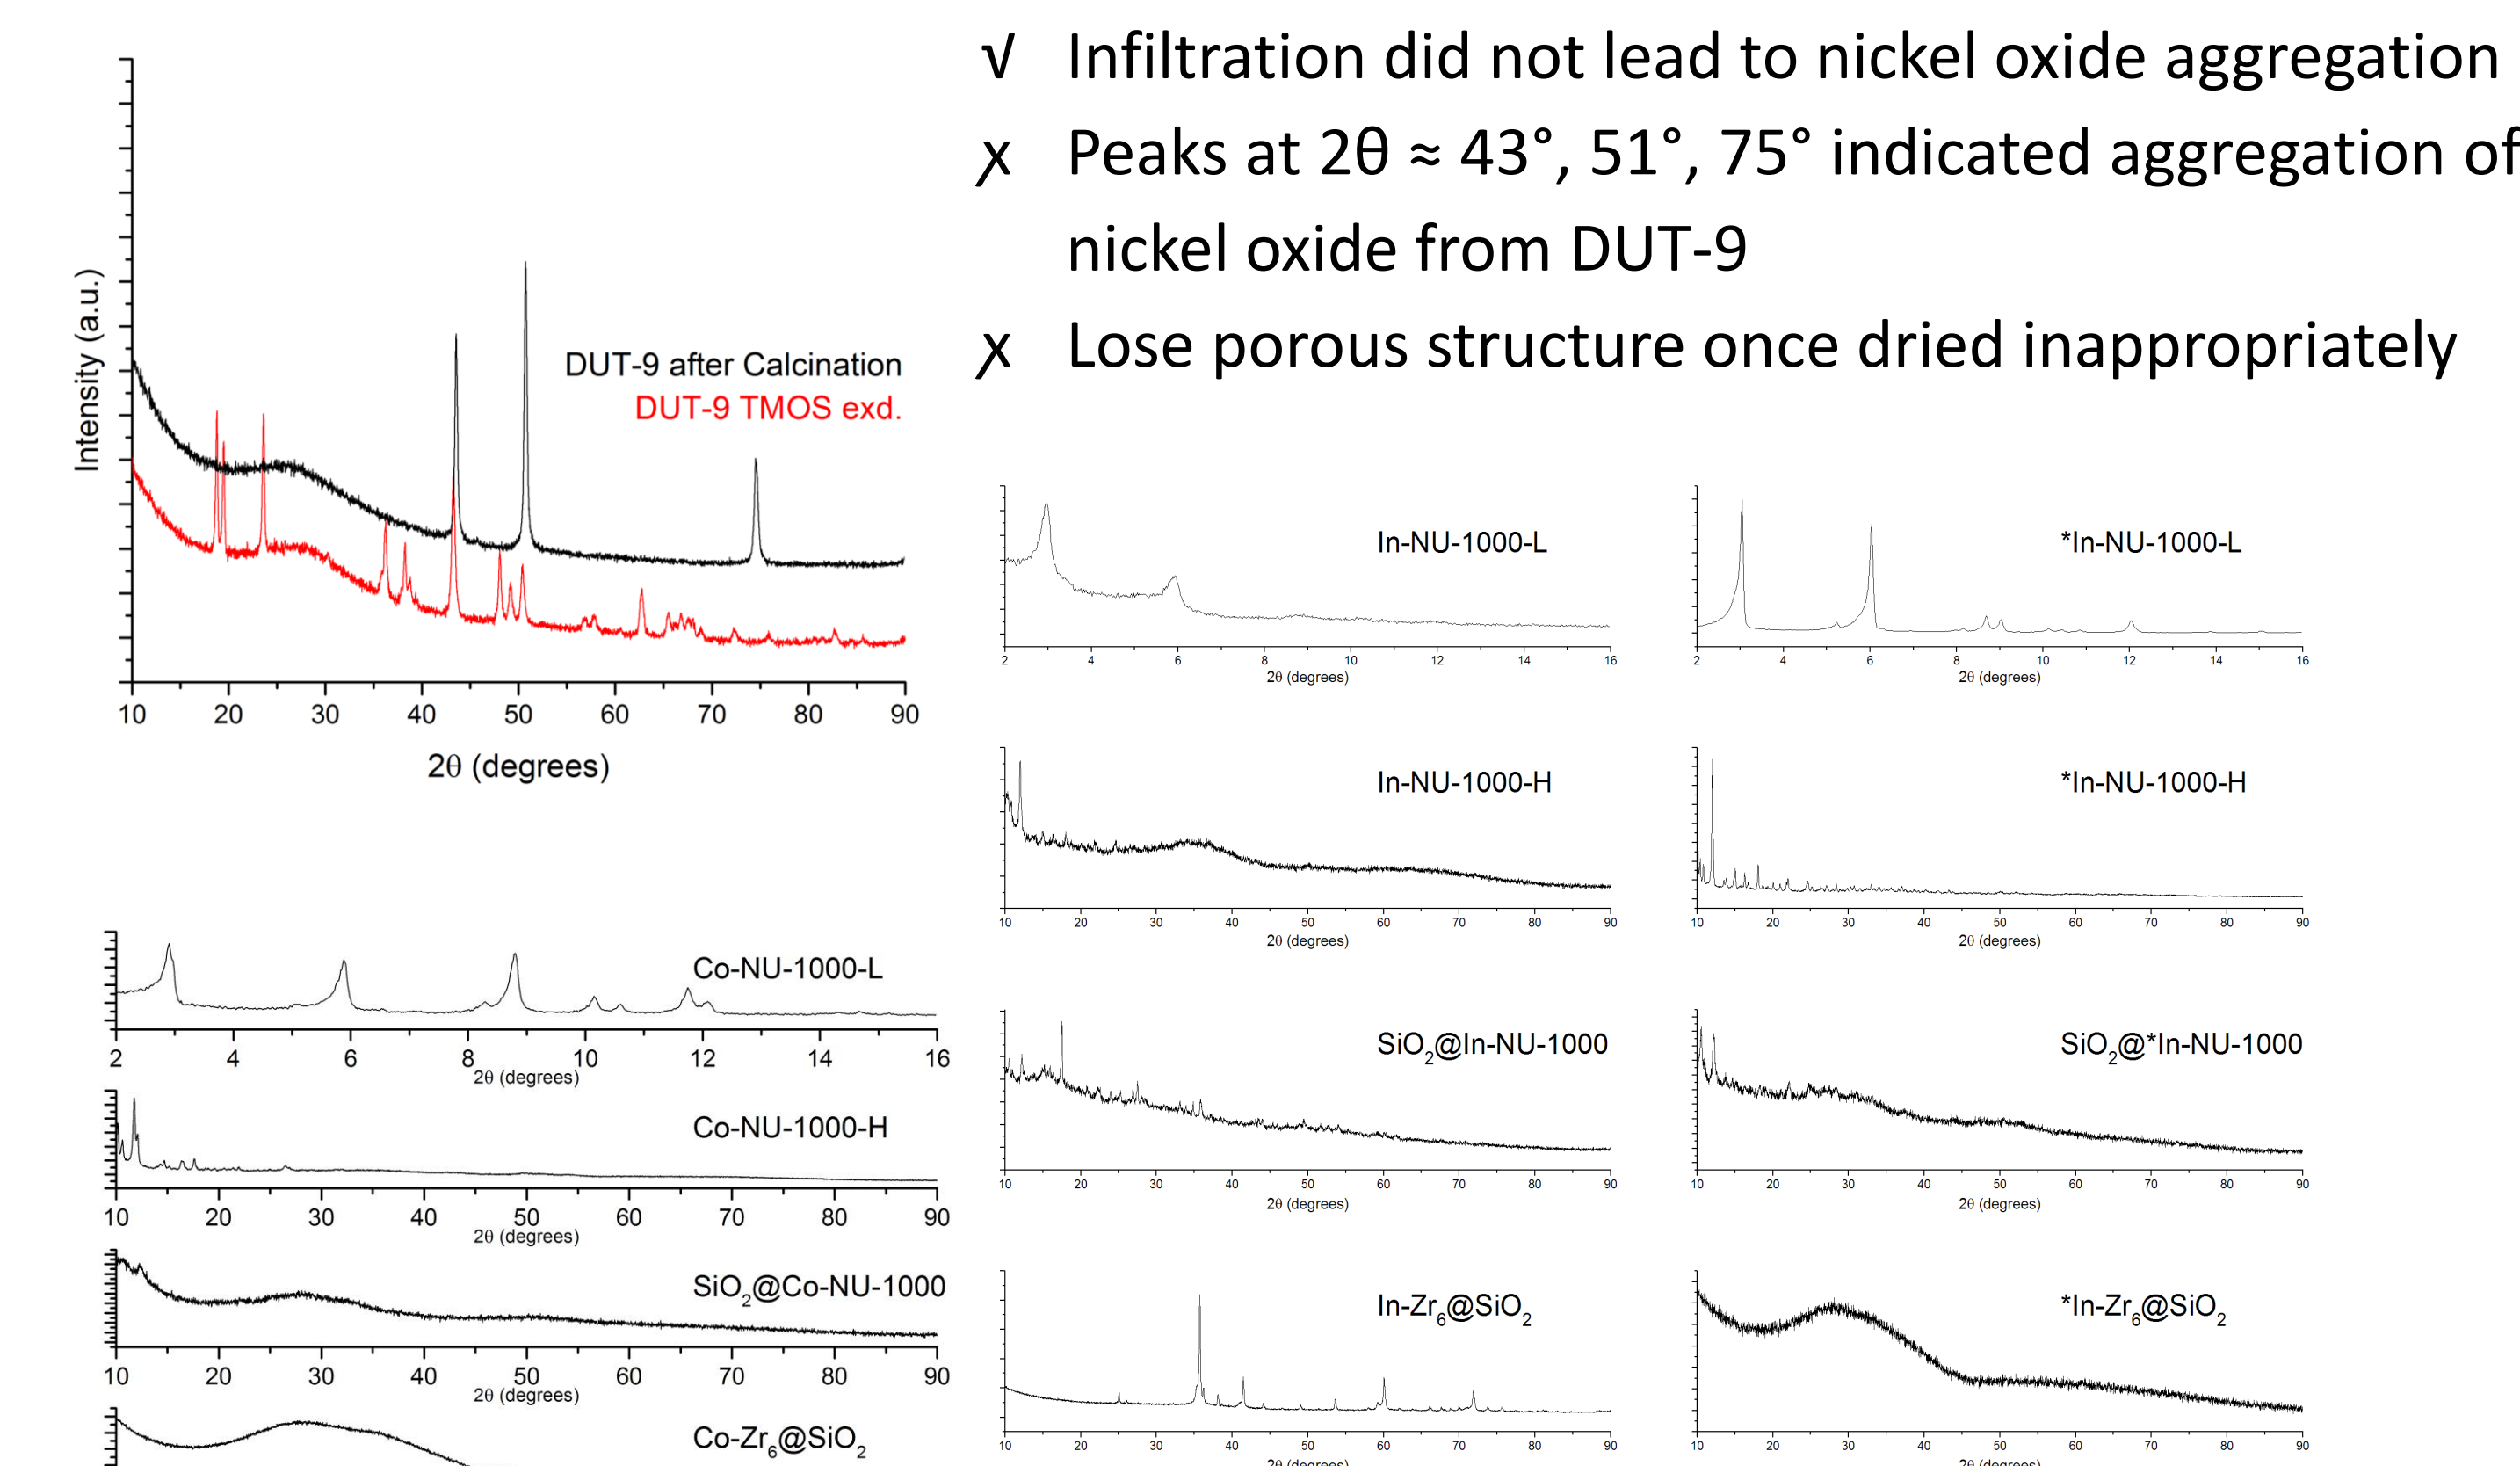 √ Infiltration did not lead to nickel oxide aggregation
χ Peaks at 2θ ≈ 43°, 51°, 75° indicated aggregation of
nickel oxide from DUT-9
χ Lose porous structure once dried inappropriately
Intensity (a.u.)
DUT-9 after Calcination
DUT-9 TMOS exd.
10 20 30 40 50 60 70 80 90
2θ (degrees)
In-NU-1000-L
2 4 6 8 10 12 14 16
2θ (degrees)
*In-NU-1000-L
2 4 6 8 10 12 14 16
2θ (degrees)
In-NU-1000-H
10 20 30 40 50 60 70 80 90
2θ (degrees)
*In-NU-1000-H
10 20 30 40 50 60 70 80 90
2θ (degrees)
Co-NU-1000-L
2 4 6 8 10 12 14 16
2θ (degrees)
Co-NU-1000-H
10 20 30 40 50 60 70 80 90
2θ (degrees)
SiO2@Co-NU-1000
10 20 30 40 50 60 70 80 90
2θ (degrees)
Co-Zr6@SiO2
SiO2@In-NU-1000
10 20 30 40 50 60 70 80 90
2θ (degrees)
SiO2@*In-NU-1000
10 20 30 40 50 60 70 80 90
2θ (degrees)
In-Zr6@SiO2
10 20 30 40 50 60 70 80 90
2θ (degrees)
*In-Zr6@SiO2
10 20 30 40 50 60 70 80 90
2θ (degrees)